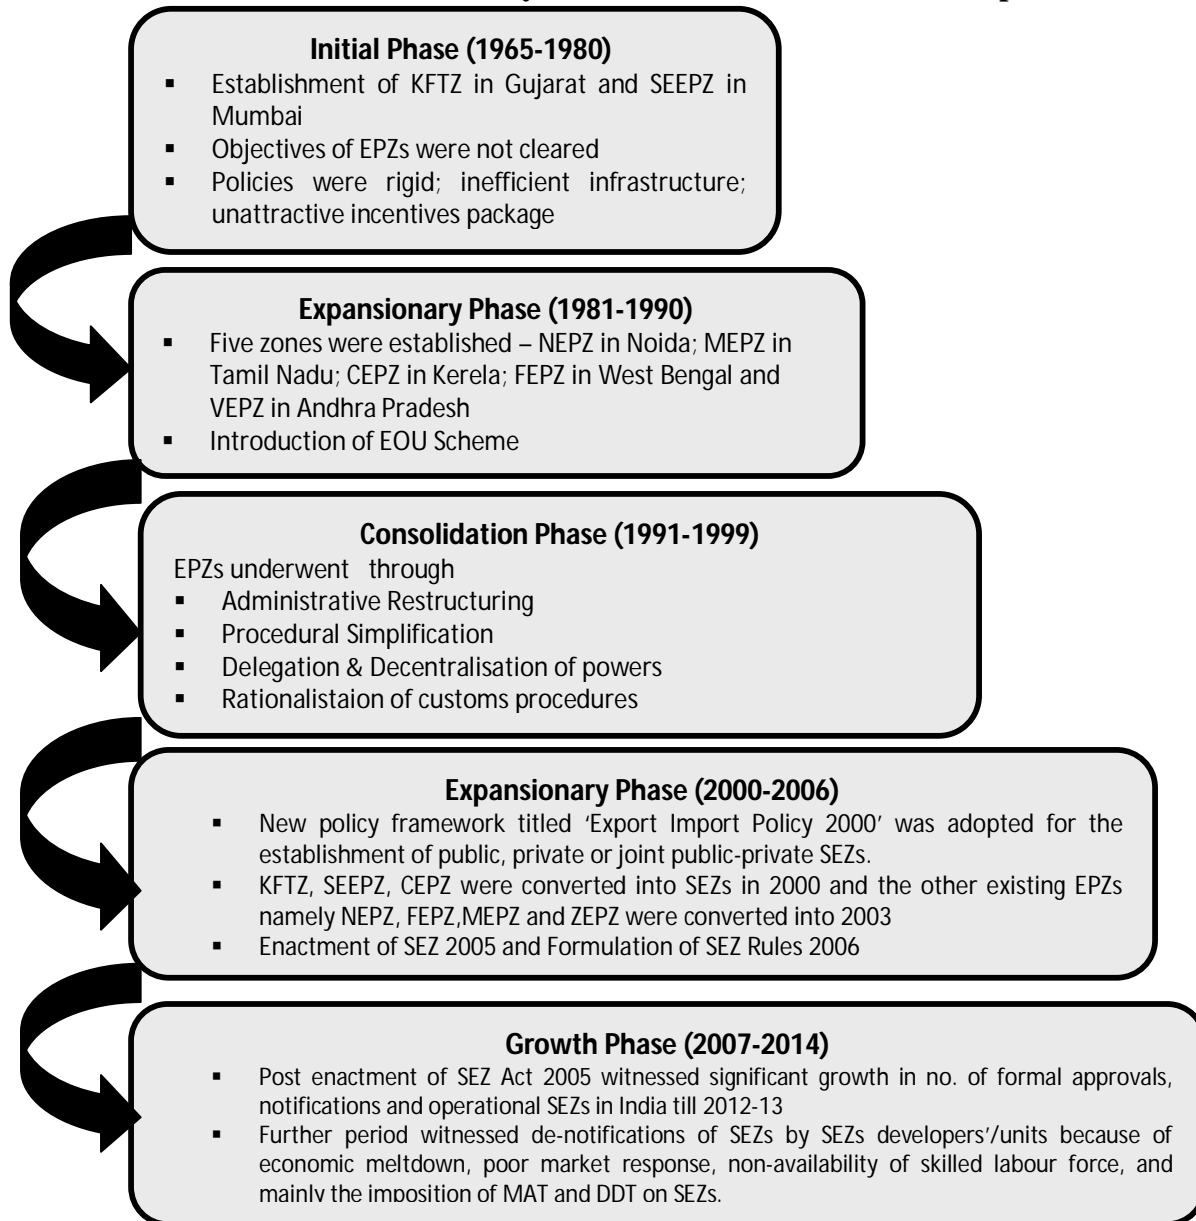 Initial Phase (1965-1980)
▪ Establishment of KFTZ in Gujarat and SEEPZ in
Mumbai
▪ Objectives of EPZs were not cleared
▪ Policies were rigid; inefficient infrastructure;
unattractive incentives package
Expansionary Phase (1981-1990)
▪ Five zones were established – NEPZ in Noida; MEPZ in
Tamil Nadu; CEPZ in Kerela; FEPZ in West Bengal and
VEPZ in Andhra Pradesh
▪ Introduction of EOU Scheme
Consolidation Phase (1991-1999)
EPZs underwent through
▪ Administrative Restructuring
▪ Procedural Simplification
▪ Delegation & Decentralisation of powers
▪ Rationalistaion of customs procedures
Expansionary Phase (2000-2006)
▪ New policy framework titled ‘Export Import Policy 2000’ was adopted for the
establishment of public, private or joint public-private SEZs.
▪ KFTZ, SEEPZ, CEPZ were converted into SEZs in 2000 and the other existing EPZs
namely NEPZ, FEPZ,MEPZ and ZEPZ were converted into 2003
▪ Enactment of SEZ 2005 and Formulation of SEZ Rules 2006
Growth Phase (2007-2014)
▪ Post enactment of SEZ Act 2005 witnessed significant growth in no. of formal approvals,
notifications and operational SEZs in India till 2012-13
▪ Further period witnessed de-notifications of SEZs by SEZs developers’/units because of
economic meltdown, poor market response, non-availability of skilled labour force, and
mainly the imposition of MAT and DDT on SEZs.